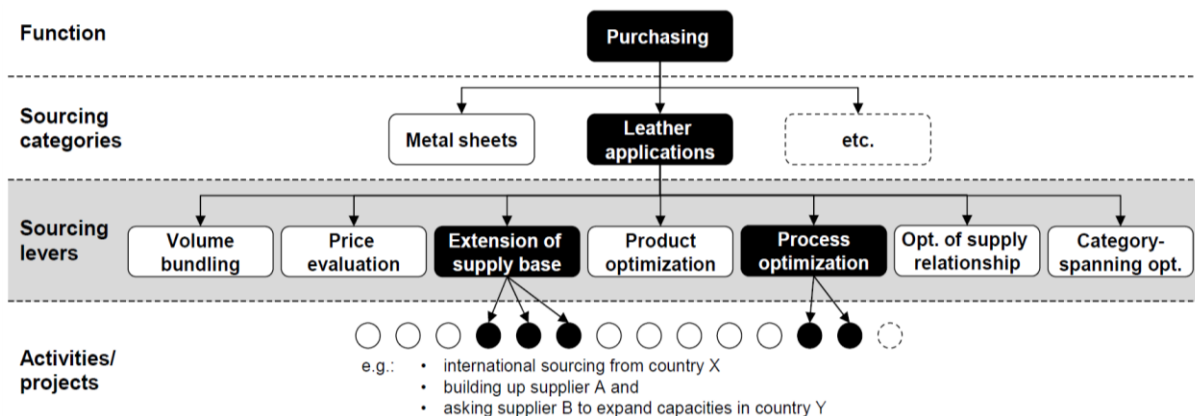 Function
Purchasing
Sourcing
categories
Metal sheets
Leather
applications
etc.
Sourcing
levers
Volume
bundling
Price
evaluation
Extension of
supply base
Product
optimization
Process
optimization
Opt. of supply
relationship
Category-
spanning opt.
Activities/
projects
e.g.: • international sourcing from country X
• building up supplier A and
• asking supplier B to expand capacities in country Y